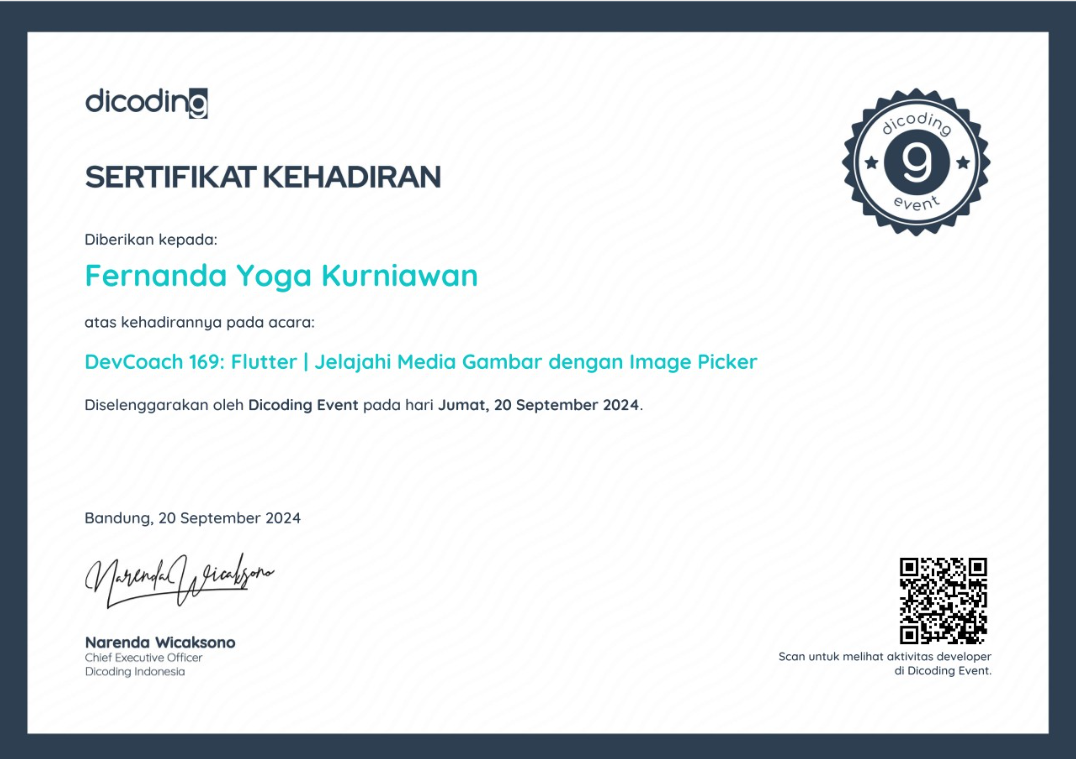 dicoding
SERTIFIKAT KEHADIRAN
dicoding
9
event
Diberikan kepada:
Fernanda Yoga Kurniawan
atas kehadirannya pada acara:
DevCoach 169: Flutter | Jelajahi Media Gambar dengan Image Picker
Diselenggarakan oleh Dicoding Event pada hari Jumat, 20 September 2024.
Bandung, 20 September 2024
Narenda Wicaksono
Narenda Wicaksono
Chief Executive Officer
Dicoding Indonesia
Scan untuk melihat aktivitas developer
di Dicoding Event.